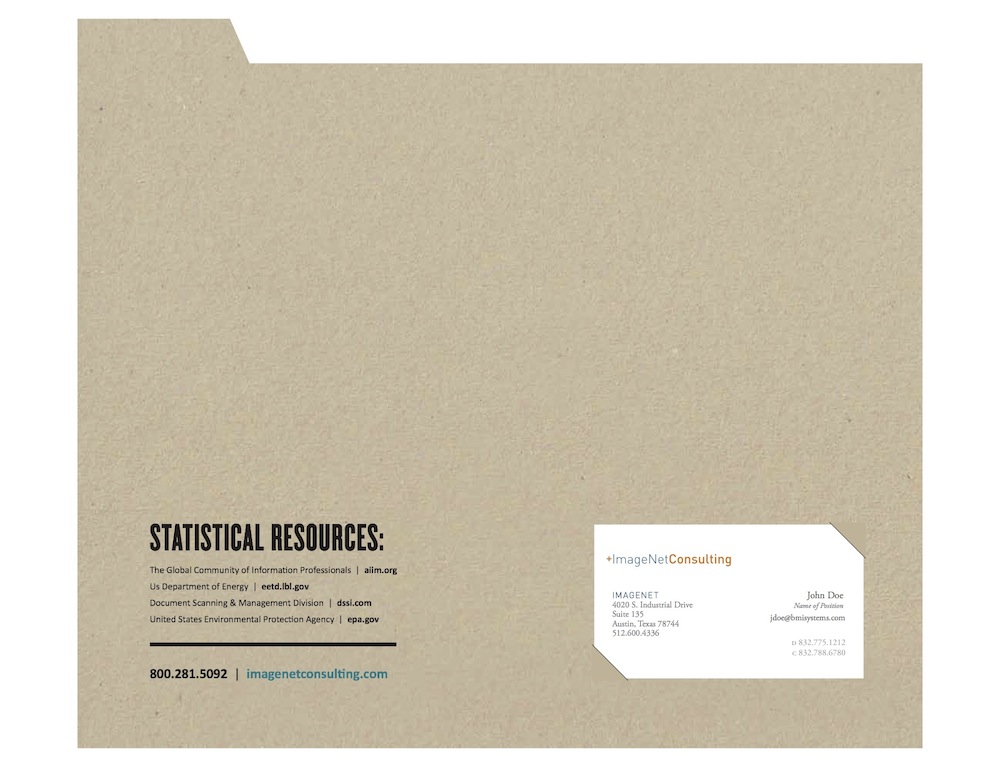 STATISTICAL RESOURCES:
The Global Community of Information Professionals | aiim.org
Us Department of Energy | eetd.lbl.gov
Document Scanning & Management Division | dssi.com
United States Environmental Protection Agency | epa.gov
800.281.5092 | imagenetconsulting.com
+ImageNetConsulting
IMAGENET
4020 S. Industrial Drive
Suite 135
Austin, Texas 78744
512.600.4336
John Doe
Name of Position
jdoe@bmisystems.com
D 832.775.1212
C 832.788.6780